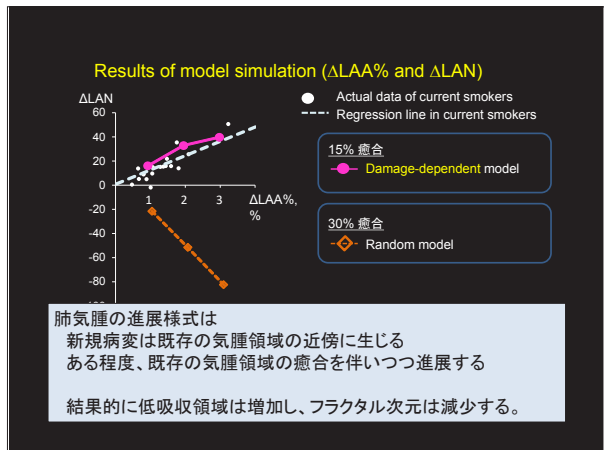 Results of model simulation (ΔLAA% and ΔLAN)
ΔLAN
60
40
20
0
-20
-40
-60
-80
1
2
3
ΔLAA%,
%
Actual data of current smokers
Regression line in current smokers
15% 癒合
Damage-dependent model
30% 癒合
Random model
肺気腫の進展様式は
新規病変は既存の気腫領域の近傍に生じる
ある程度、既存の気腫領域の癒合を伴いつつ進展する
結果的に低吸収領域は増加し、フラクタル次元は減少する。